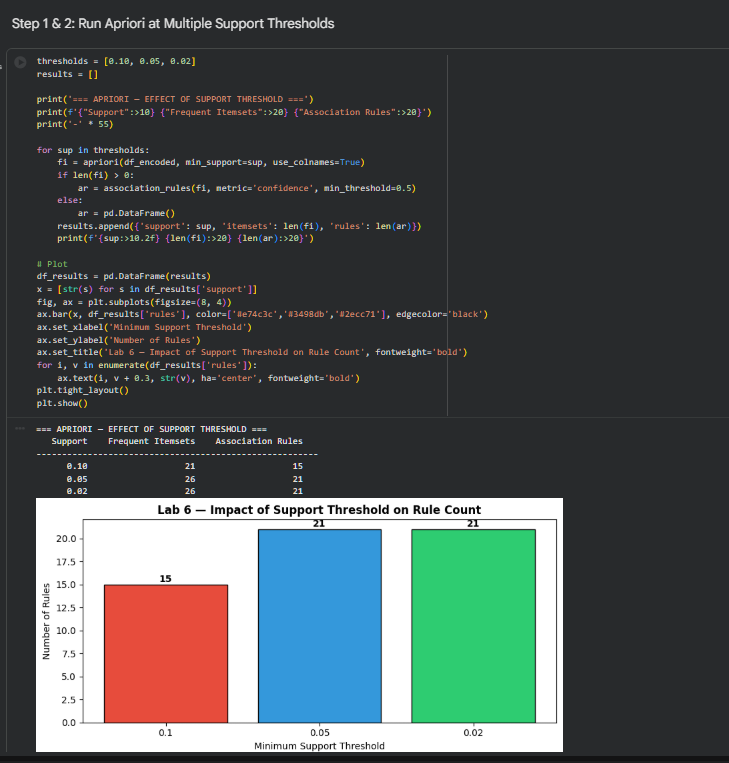 Step 1 & 2: Run Apriori at Multiple Support Thresholds
thresholds = [0.10, 0.05, 0.02]
results = []
print('=== APRIORI — EFFECT OF SUPPORT THRESHOLD ===')
print(f'{"Support":>10} {"Frequent Itemsets":>20} {"Association Rules":>20}')
print('-' * 55)
for sup in thresholds:
    fi = apriori(df_encoded, min_support=sup, use_colnames=True)
    if len(fi) > 0:
        ar = association_rules(fi, metric='confidence', min_threshold=0.5)
    else:
        ar = pd.DataFrame()
    results.append({'support': sup, 'itemsets': len(fi), 'rules': len(ar)})
    print(f'{sup:>10.2f} {len(fi):>20} {len(ar):>20}')
# Plot
df_results = pd.DataFrame(results)
x = [str(s) for s in df_results['support']]
fig, ax = plt.subplots(figsize=(8, 4))
ax.bar(x, df_results['rules'], color=['#e74c3c','#3498db','#2ecc71'], edgecolor='black')
ax.set_xlabel('Minimum Support Threshold')
ax.set_ylabel('Number of Rules')
ax.set_title('Lab 6 — Impact of Support Threshold on Rule Count', fontweight='bold')
for i, v in enumerate(df_results['rules']):
    ax.text(i, v + 0.3, str(v), ha='center', fontweight='bold')
plt.tight_layout()
plt.show()
=== APRIORI — EFFECT OF SUPPORT THRESHOLD ===
Support Frequent Itemsets Association Rules
-------------------------------------------------------
0.10 21 15
0.05 26 21
0.02 26 21
Lab 6 — Impact of Support Threshold on Rule Count
21 21
20.0
17.5
15
15.0
12.5
10.0
7.5
5.0
2.5
0.0
Number of Rules
0.1 0.05 0.02
Minimum Support Threshold